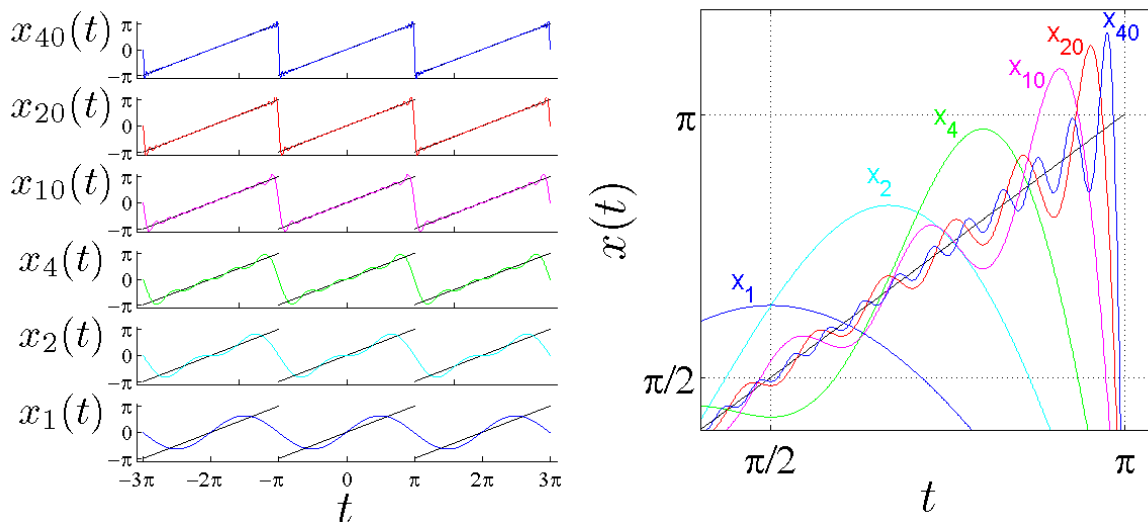 x₄₀(t)
π
0
−π
x₂₀(t)
π
0
−π
x₁₀(t)
π
0
−π
x₄(t)
π
0
−π
x₂(t)
π
0
−π
x₁(t)
π
0
−π
−3π −2π −π 0 π 2π 3π
t
x(t)
π
π/2
x₁
x₂
x₄
x₁₀
x₂₀
x₄₀
π/2 π
t